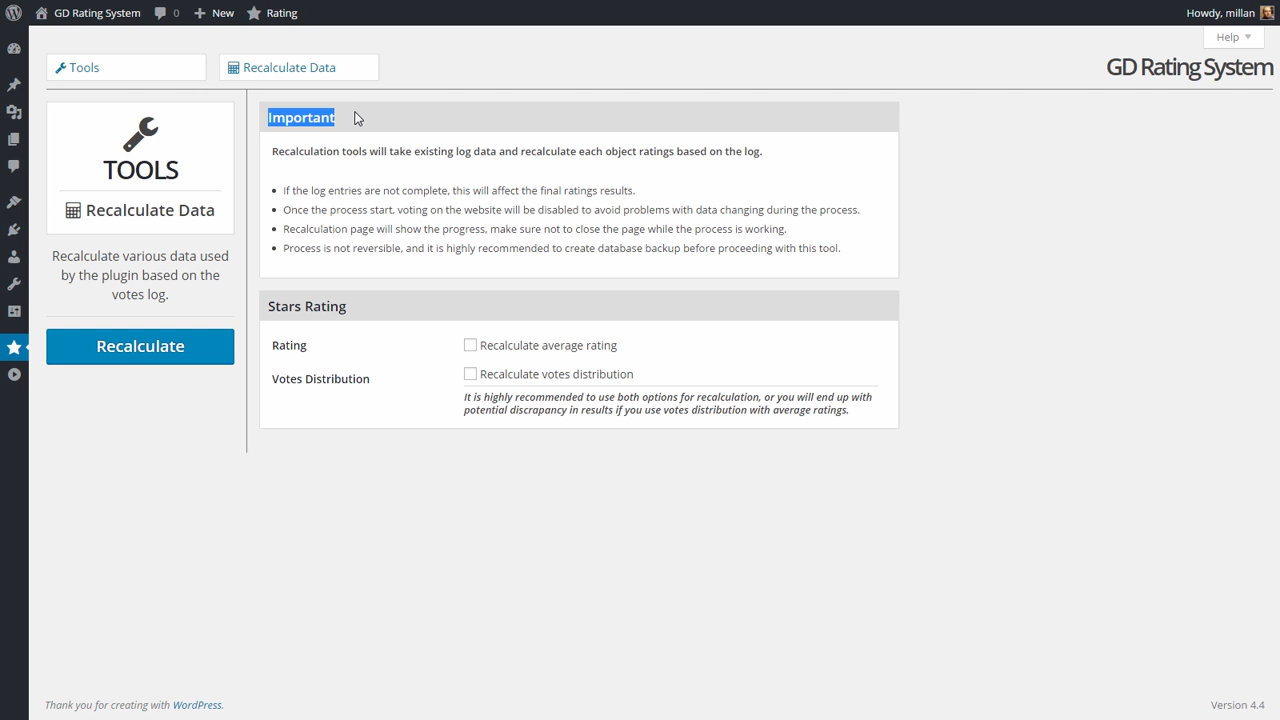 GD Rating System 0 New Rating Howdy, millan
Help
Tools Recalculate Data GD Rating System
TOOLS
Recalculate Data
Recalculate various data used
by the plugin based on the
votes log.
Recalculate
Important
Recalculation tools will take existing log data and recalculate each object ratings based on the log.
If the log entries are not complete, this will affect the final ratings results.
Once the process start, voting on the website will be disabled to avoid problems with data changing during the process.
Recalculation page will show the progress, make sure not to close the page while the process is working.
Process is not reversible, and it is highly recommended to create database backup before proceeding with this tool.
Stars Rating
Rating Recalculate average rating
Votes Distribution Recalculate votes distribution
It is highly recommended to use both options for recalculation, or you will end up with
potential discrapancy in results if you use votes distribution with average ratings.
Thank you for creating with WordPress. Version 4.4